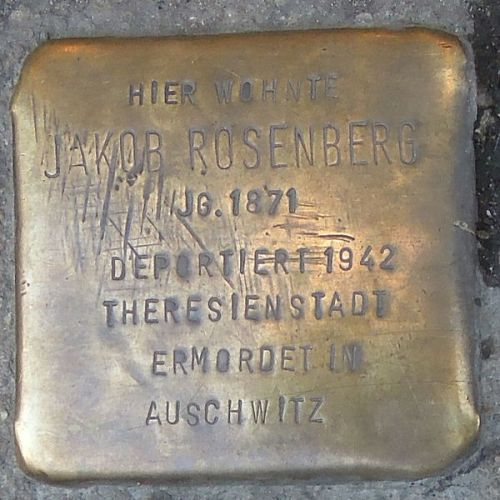 HIER WOHNTE
JAKOB ROSENBERG
JG. 1871
DEPORTIERT 1942
THERESIENSTADT
ERMORDET IN
AUSCHWITZ